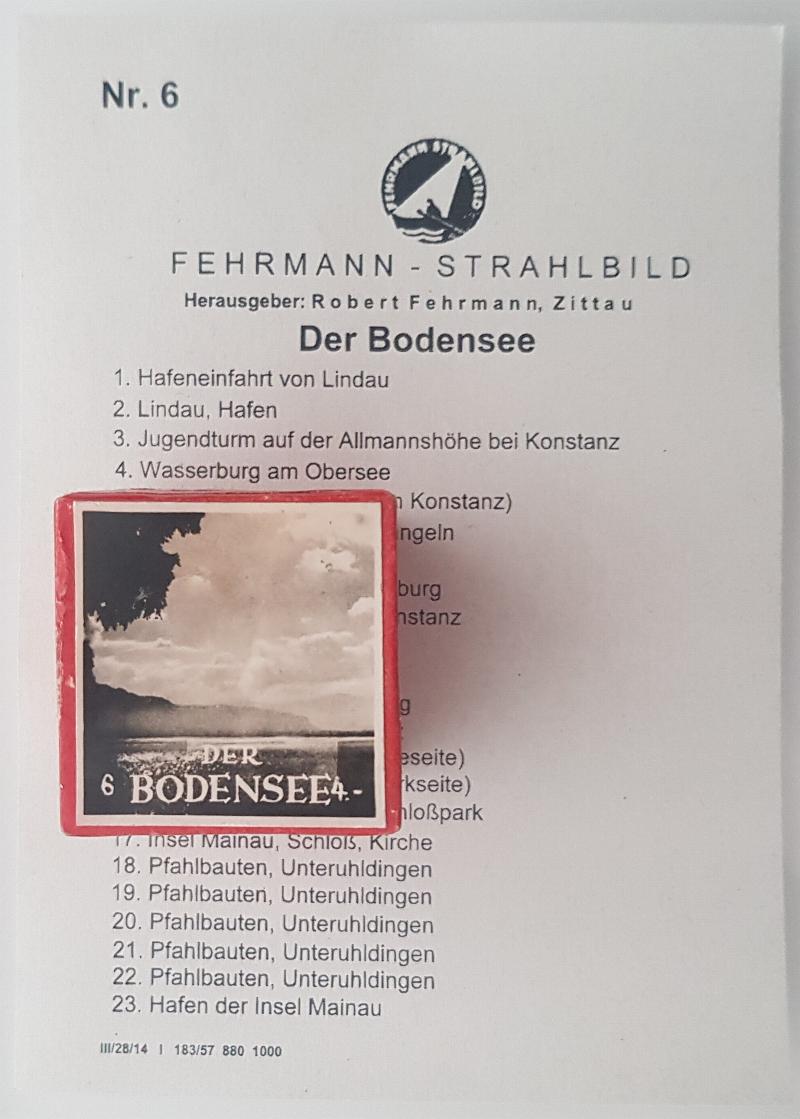 Nr. 6
FEHRMANN STRAHLBILD
FEHRMANN - STRAHLBILD
Herausgeber: Robert Fehrmann, Zittau
Der Bodensee
1. Hafeneinfahrt von Lindau
2. Lindau, Hafen
3. Jugendturm auf der Allmannshöhe bei Konstanz
4. Wasserburg am Obersee
Konstanz)
17. Insel Mainau, Schloß, Kirche
18. Pfahlbauten, Unteruhldingen
19. Pfahlbauten, Unteruhldingen
20. Pfahlbauten, Unteruhldingen
21. Pfahlbauten, Unteruhldingen
22. Pfahlbauten, Unteruhldingen
23. Hafen der Insel Mainau
III/28/14 I 183/57 880 1000
DER
6 BODENSEE 4.-